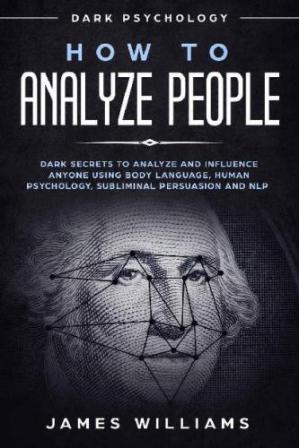 DARK PSYCHOLOGY
HOW TO
ANALYZE PEOPLE
DARK SECRETS TO ANALYZE AND INFLUENCE
ANYONE USING BODY LANGUAGE, HUMAN
PSYCHOLOGY, SUBLIMINAL PERSUASION AND NLP
JAMES WILLIAMS